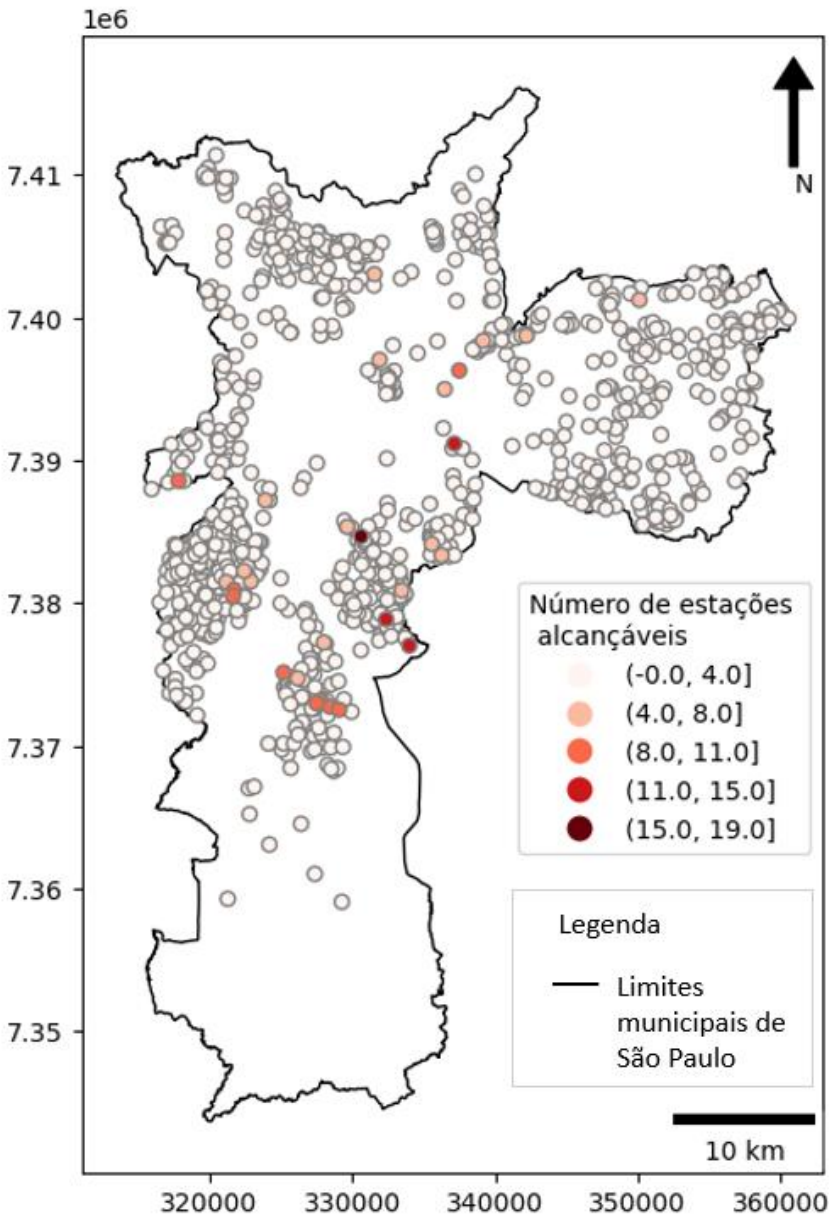 1e6
N
7.41
7.40
7.39
7.38
7.37
7.36
7.35
Número de estações
alcançáveis
(-0.0, 4.0]
(4.0, 8.0]
(8.0, 11.0]
(11.0, 15.0]
(15.0, 19.0]
Legenda
Limites
municipais de
São Paulo
10 km
320000 330000 340000 350000 360000